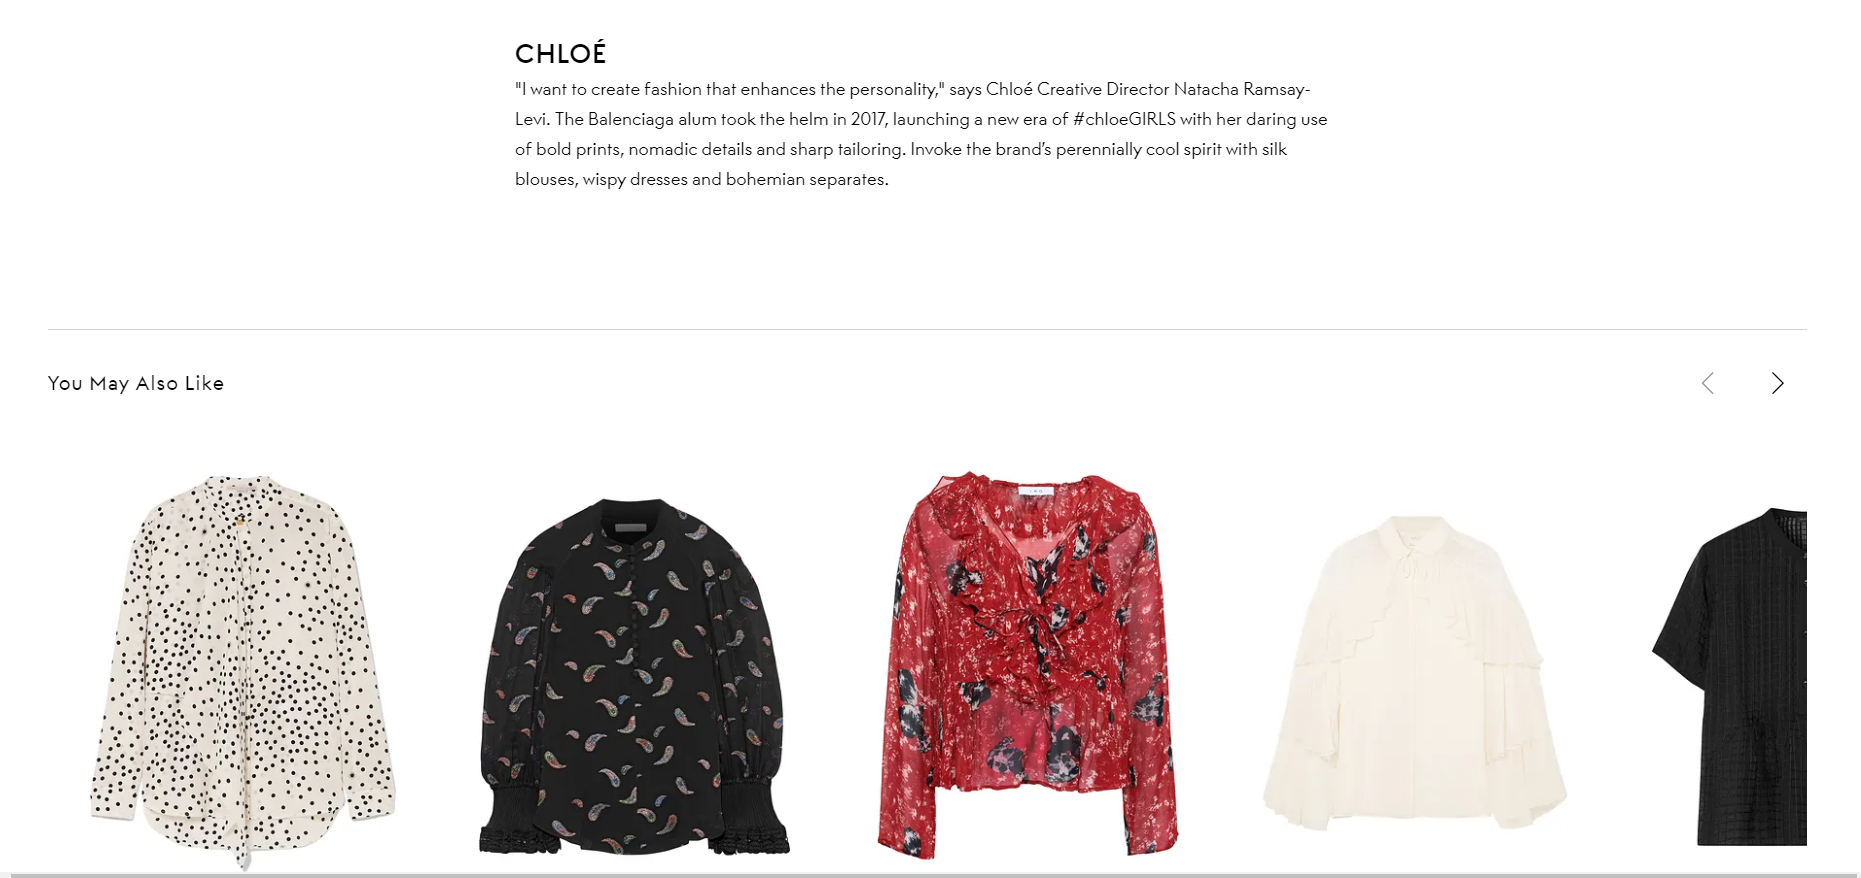 CHLOÉ
"I want to create fashion that enhances the personality," says Chloé Creative Director Natacha Ramsay-
Levi. The Balenciaga alum took the helm in 2017, launching a new era of #chloeGIRLS with her daring use
of bold prints, nomadic details and sharp tailoring. Invoke the brand's perennially cool spirit with silk
blouses, wispy dresses and bohemian separates.
You May Also Like